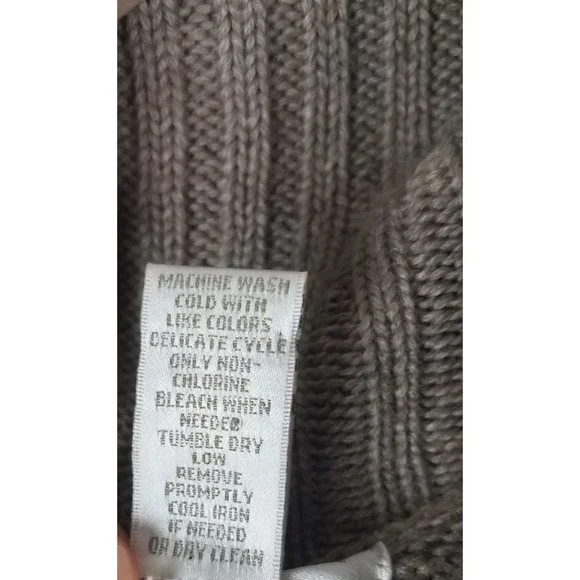 MACHINE WASH
COLD WITH
LIKE COLORS
DELICATE CYCLE
ONLY NON-
CHLORINE
BLEACH WHEN
NEEDED
TUMBLE DRY
LOW
REMOVE
PROMPTLY
COOL IRON
IF NEEDED
OR DRY CLEAN